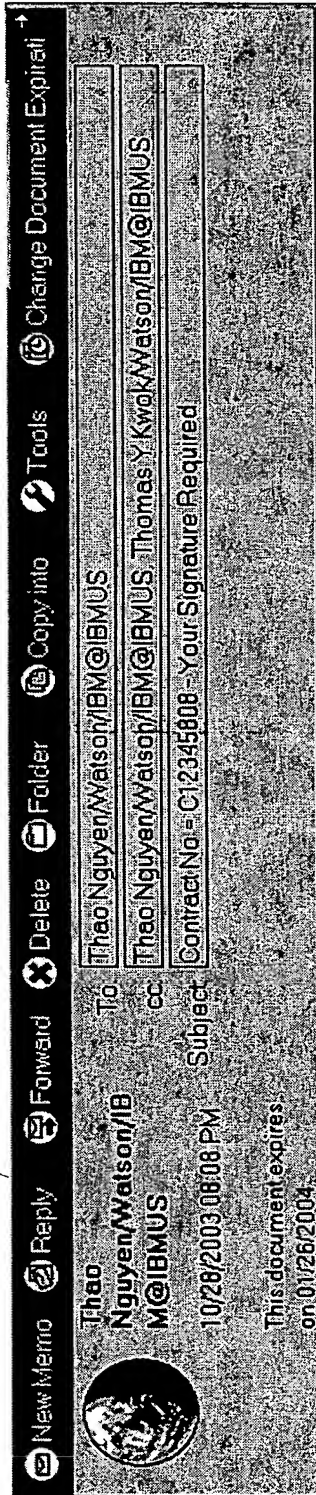 New Memo Reply Forward Delete Folder Copy into Tools Change Document Expirati
Thao
Nguyen/Watson/IB
M@IBMUS
10/28/2003 08:08 PM
This document expires
on 01/26/2004
To Thao Nguyen/Watson/IBM@IBMUS
cc Thao Nguyen/Watson/IBM@IBMUS, Thomas Y Kwok/Watson/IBM@IBMUS
Subject Contract No = C12345808 - Your Signature Required